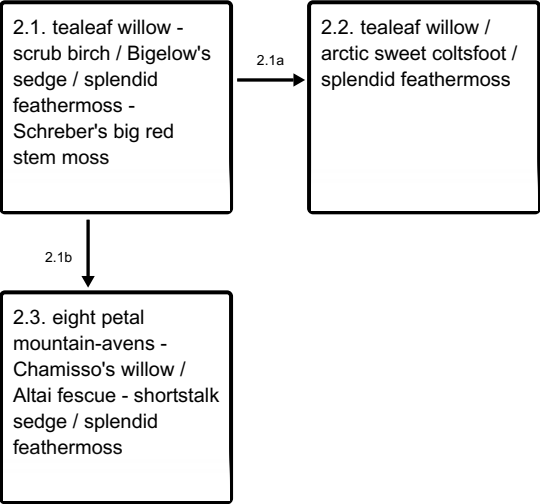 2.1. tealeaf willow -
scrub birch / Bigelow's
sedge / splendid
feathermoss -
Schreber's big red
stem moss
2.1a
2.2. tealeaf willow /
arctic sweet coltsfoot /
splendid feathermoss
2.1b
2.3. eight petal
mountain-avens -
Chamisso's willow /
Altai fescue - shortstalk
sedge / splendid
feathermoss